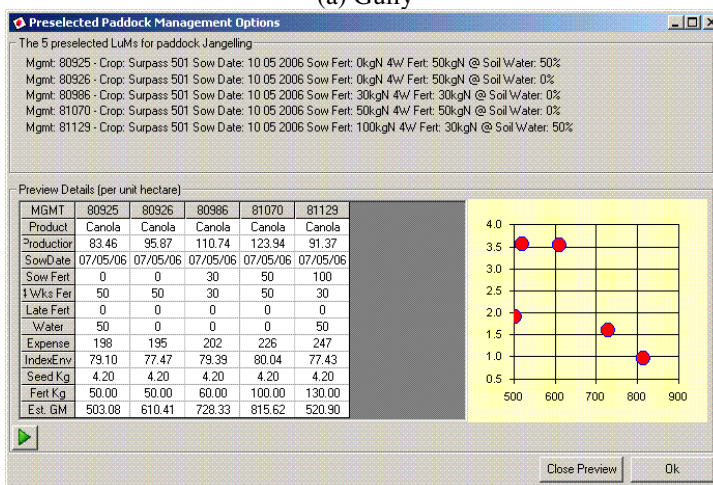 (a) Gully
Preselected Paddock Management Options
The 5 preselected LuMs for paddock Jangelling
Mgmt: 80925 - Crop: Surpass 501 Sow Date: 10 05 2006 Sow Fert: 0kgN 4W Fert: 50kgN @ Soil Water: 50%
Mgmt: 80926 - Crop: Surpass 501 Sow Date: 10 05 2006 Sow Fert: 0kgN 4W Fert: 50kgN @ Soil Water: 0%
Mgmt: 80986 - Crop: Surpass 501 Sow Date: 10 05 2006 Sow Fert: 30kgN 4W Fert: 30kgN @ Soil Water: 0%
Mgmt: 81070 - Crop: Surpass 501 Sow Date: 10 05 2006 Sow Fert: 50kgN 4W Fert: 50kgN @ Soil Water: 0%
Mgmt: 81129 - Crop: Surpass 501 Sow Date: 10 05 2006 Sow Fert: 100kgN 4W Fert: 30kgN @ Soil Water: 50%
Preview Details (per unit hectare)
MGMT 80925 80926 80986 81070 81129
Product Canola Canola Canola Canola Canola
Production 83.46 95.87 110.74 123.94 91.37
SowDate 07/05/06 07/05/06 07/05/06 07/05/06 07/05/06
Sow Fert 0 0 30 50 100
4 Wks Fer 50 50 30 50 30
Late Fert 0 0 0 0 0
Water 50 0 0 0 50
Expense 198 195 202 226 247
IndexEnv 79.10 77.47 79.39 80.04 77.43
Seed Kg 4.20 4.20 4.20 4.20 4.20
Fert Kg 50.00 50.00 60.00 100.00 130.00
Est. GM 503.08 610.41 728.33 815.62 520.90
4.0
3.5
3.0
2.5
2.0
1.5
1.0
0.5
500 600 700 800 900
Close Preview Ok